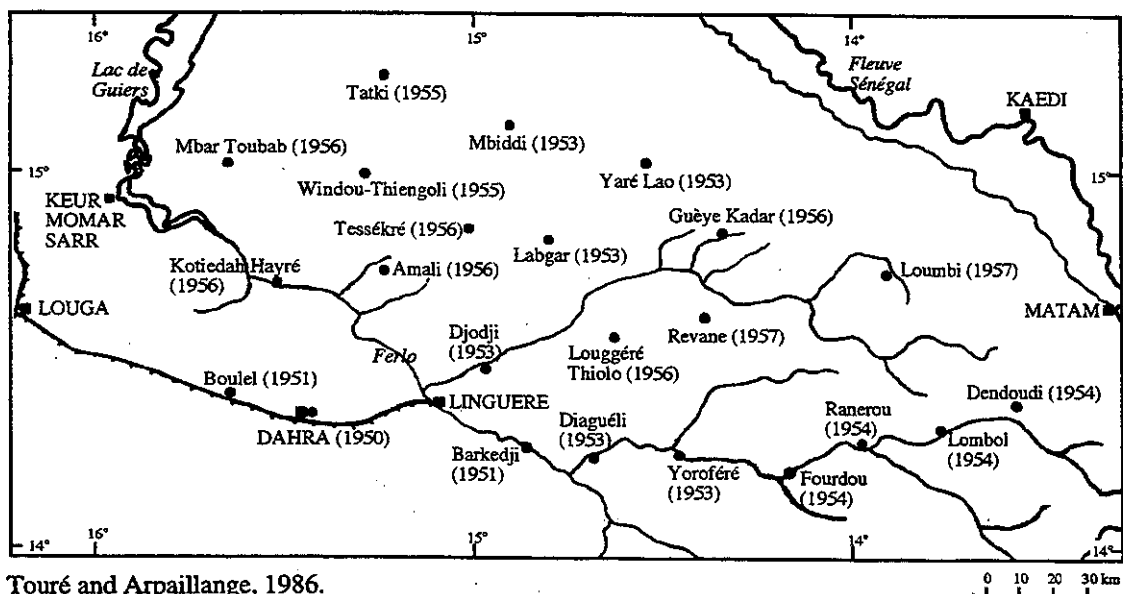 16°
15°
14°
Lac de
Guiers
Fleuve
Sénégal
Tatki (1955)
KAEDI
Mbar Toubab (1956)
Mbiddi (1953)
15°
15°
Windou-Thiengoli (1955)
Yaré Lao (1953)
KEUR
MOMAR
SARR
Tessékré (1956)
Guèye Kadar (1956)
Labgar (1953)
Kotiedah Hayré
(1956)
Amali (1956)
Loumbi (1957)
LOUGA
MATAM
Djodji
(1953)
Revane (1957)
Ferlo
Louggéré
Thiolo (1956)
Boulel (1951)
LINGUERE
Dendoudi (1954)
DAHRA (1950)
Diaguéli
(1953)
Ranerou
(1954)
Lombol
(1954)
Barkedji
(1951)
Yoroféré
(1953)
Fourdou
(1954)
16°
15°
14°
14°
14°
Touré and Arpaillange, 1986.
0 10 20 30 km